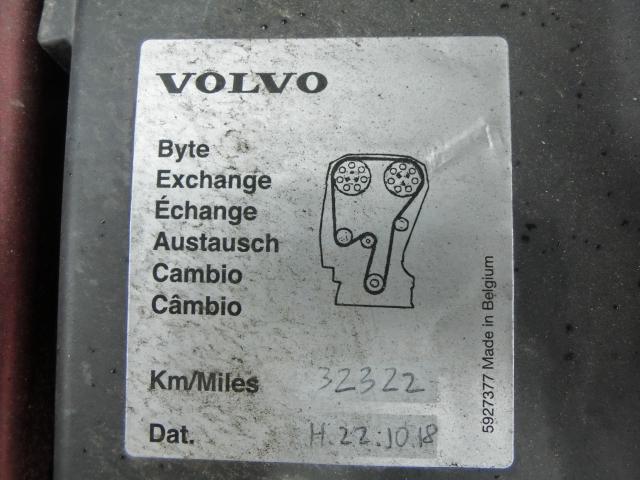 VOLVO
Byte
Exchange
Échange
Austausch
Cambio
Câmbio
Km/Miles 32322
Dat. H.22.10.18
5927377 Made in Belgium